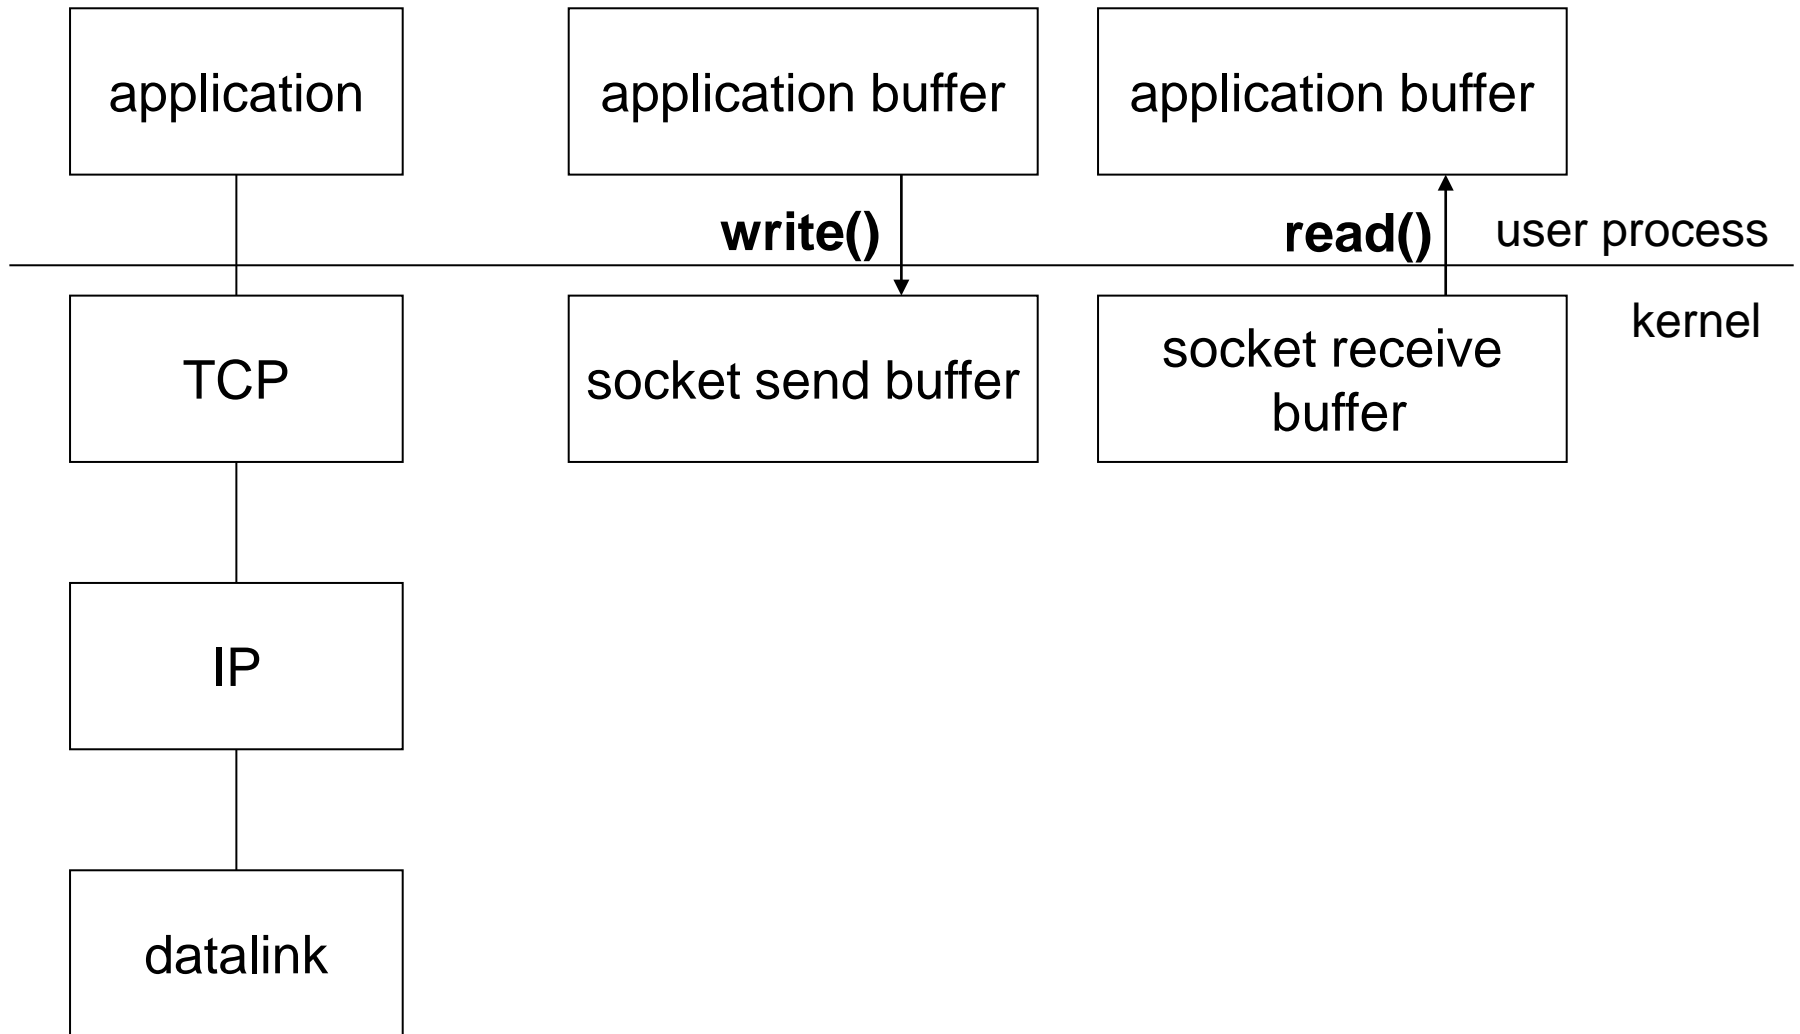 application
application buffer
application buffer
write()
read()
user process
kernel
TCP
socket send buffer
socket receive
buffer
IP
datalink